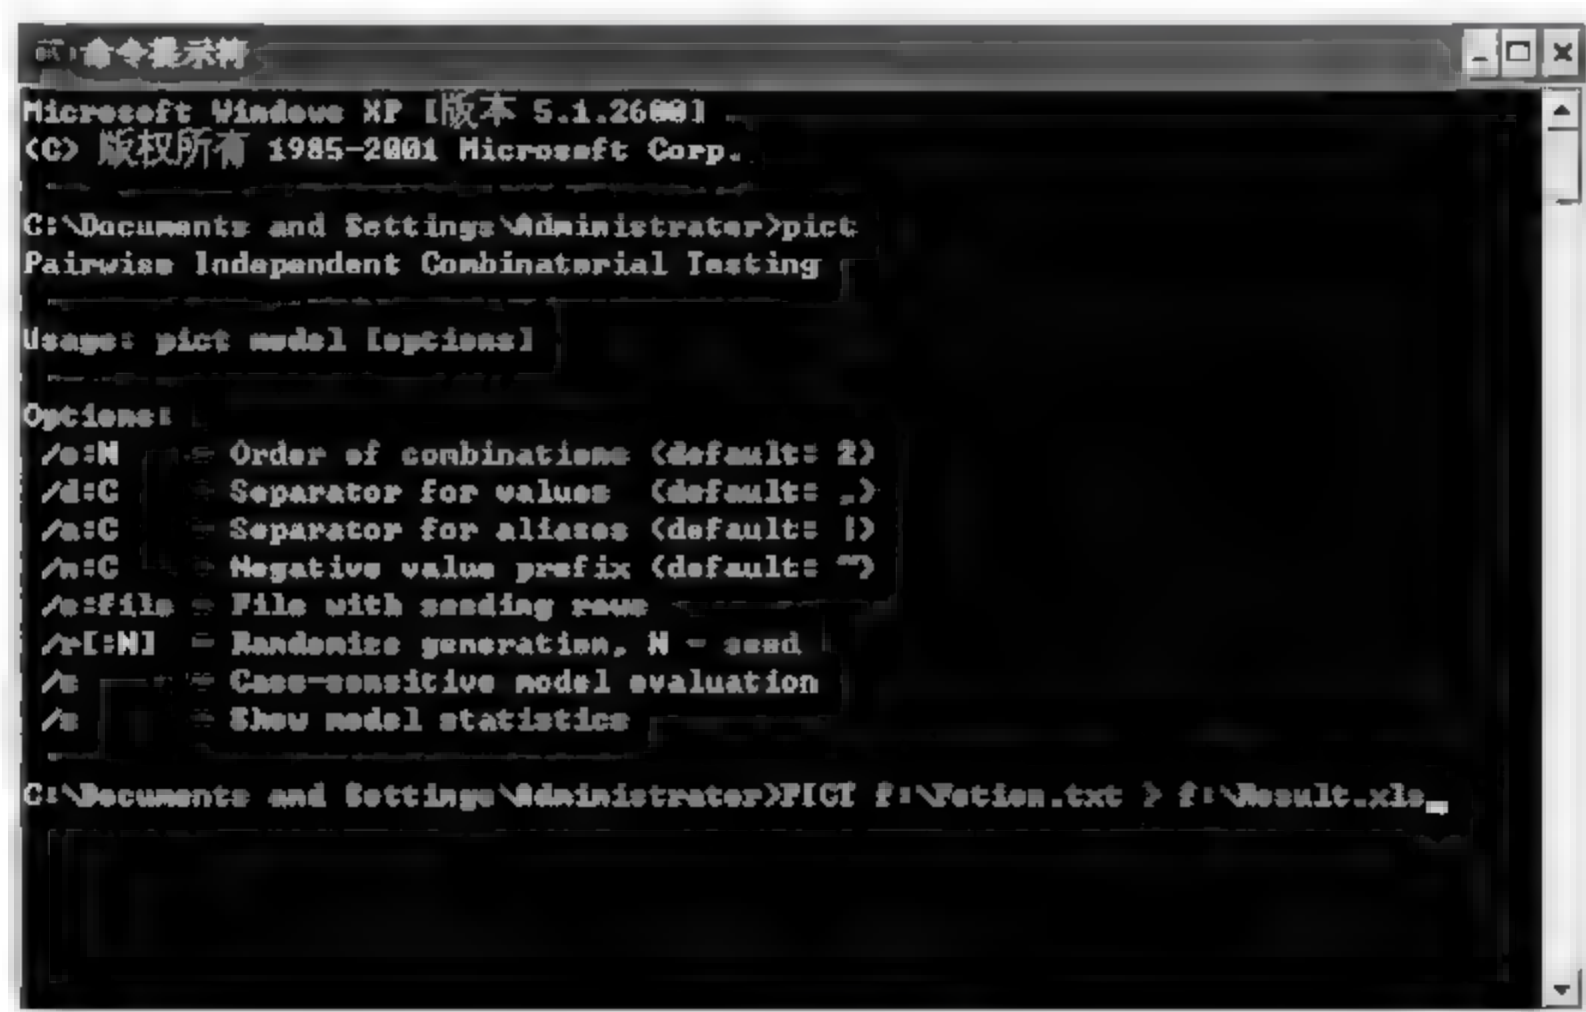 命令提示符
Microsoft Windows XP [版本 5.1.2600]
(C) 版权所有 1985-2001 Microsoft Corp.
C:\Documents and Settings\Administrator>pict
Pairwise Independent Combinatorial Testing
Usage: pict model [options]
Options:
/o:N - Order of combinations (default: 2)
/d:C - Separator for values (default: ,)
/a:C - Separator for aliases (default: |)
/n:C - Negative value prefix (default: ~)
/e:file - File with seeding rows
/r[:N] - Randomize generation, N - seed
/c - Case-sensitive model evaluation
/s - Show model statistics
C:\Documents and Settings\Administrator>PICT f:\ > f:\Result.xls